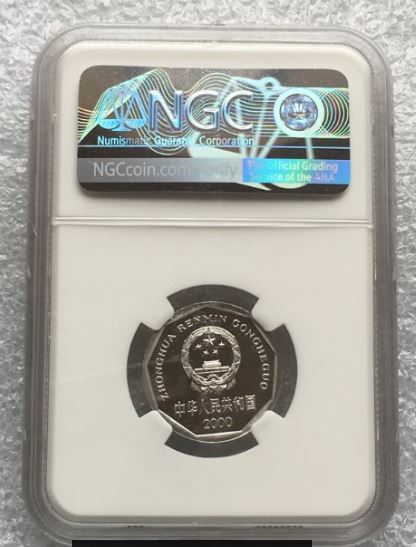 NGC
Numismatic Guaranty Corporation
NGCcoin.com/verify
The Official Grading
Service of the ANA
ZHONGHUA RENMIN GONGHEGUO
中华人民共和国
2000